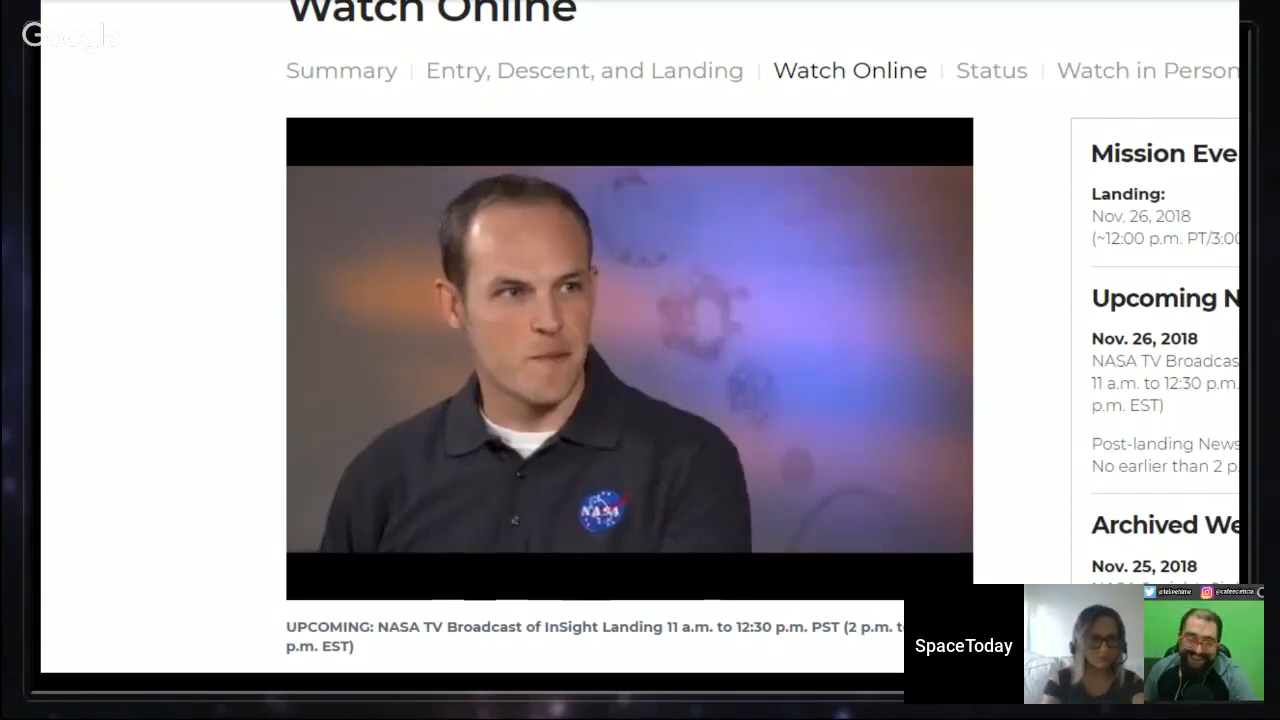 Watch Online
Google
Summary Entry, Descent, and Landing Watch Online Status Watch in Person
Mission Eve
Landing:
Nov. 26, 2018
(~12:00 p.m. PT/3:00
Upcoming N
Nov. 26, 2018
NASA TV Broadcas
11 a.m. to 12:30 p.m.
p.m. EST)
Post-landing News
No earlier than 2 p.
Archived We
Nov. 25, 2018
NASA
UPCOMING: NASA TV Broadcast of InSight Landing 11 a.m. to 12:30 p.m. PST (2 p.m. to
p.m. EST)
SpaceToday
@felipehime @cafeeciencia